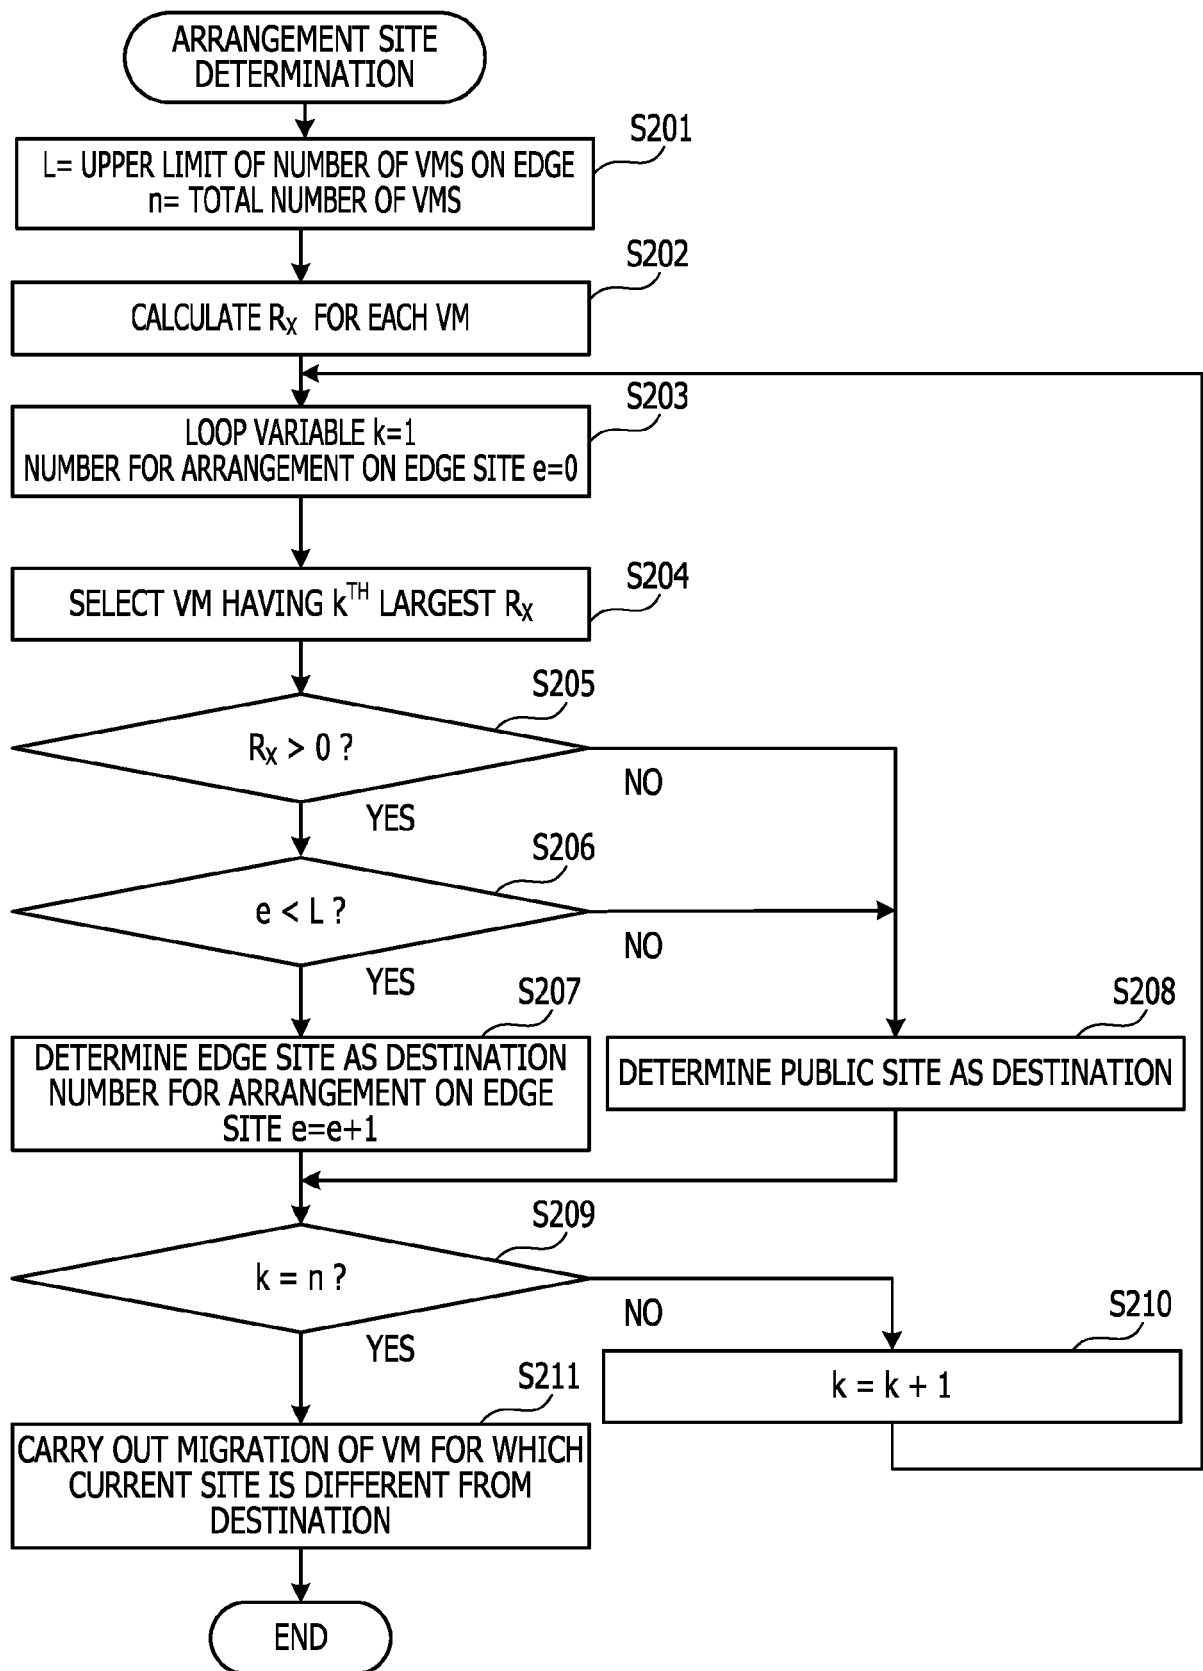 ARRANGEMENT SITE
DETERMINATION
S201
L= UPPER LIMIT OF NUMBER OF VMS ON EDGE
n= TOTAL NUMBER OF VMS
S202
CALCULATE Rx FOR EACH VM
S203
LOOP VARIABLE k=1
NUMBER FOR ARRANGEMENT ON EDGE SITE e=0
S204
SELECT VM HAVING kTH LARGEST Rx
S205
Rx > 0 ?
NO
YES
S206
e < L ?
NO
YES
S207
DETERMINE EDGE SITE AS DESTINATION
NUMBER FOR ARRANGEMENT ON EDGE
SITE e=e+1
S208
DETERMINE PUBLIC SITE AS DESTINATION
S209
k = n ?
NO
YES
S210
k = k + 1
S211
CARRY OUT MIGRATION OF VM FOR WHICH
CURRENT SITE IS DIFFERENT FROM
DESTINATION
END